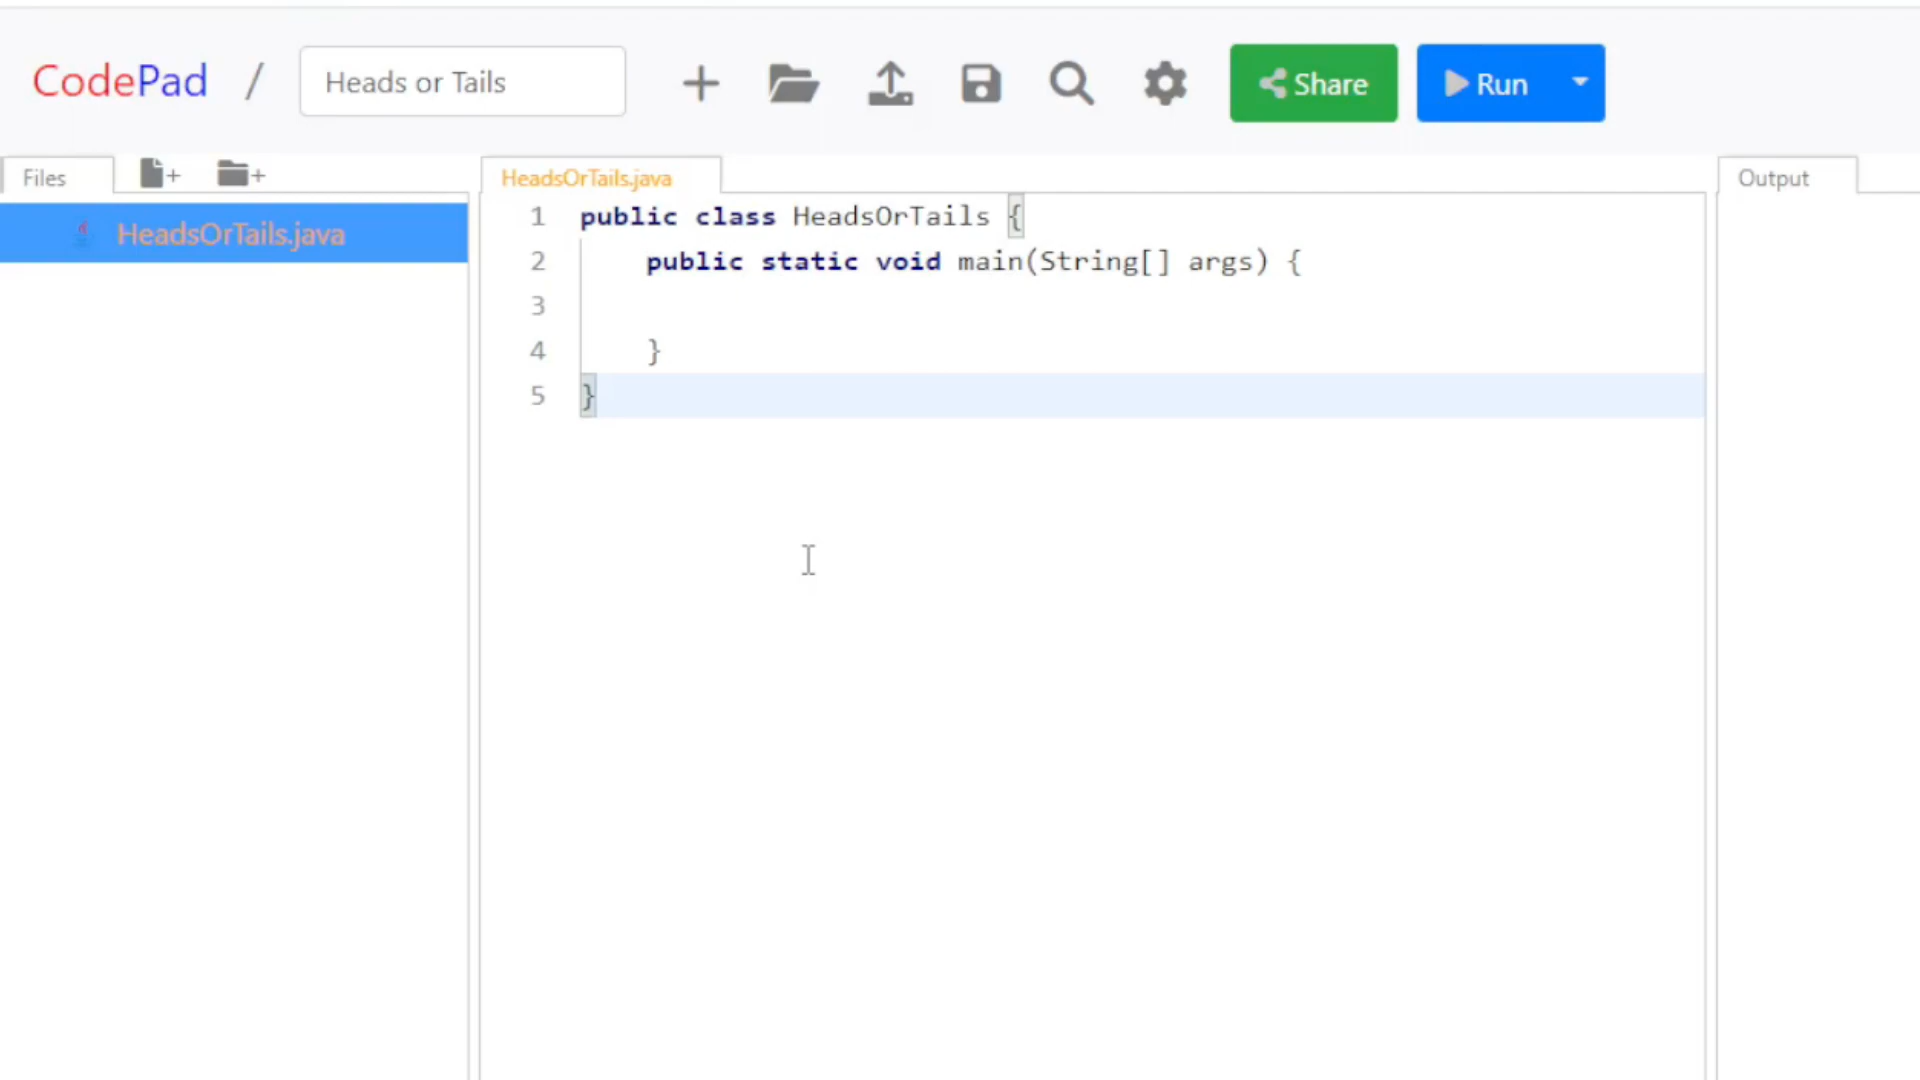 CodePad / Heads or Tails Share Run
Files
HeadsOrTails.java
HeadsOrTails.java
1 public class HeadsOrTails {
2     public static void main(String[] args) {
3
4     }
5 }
Output